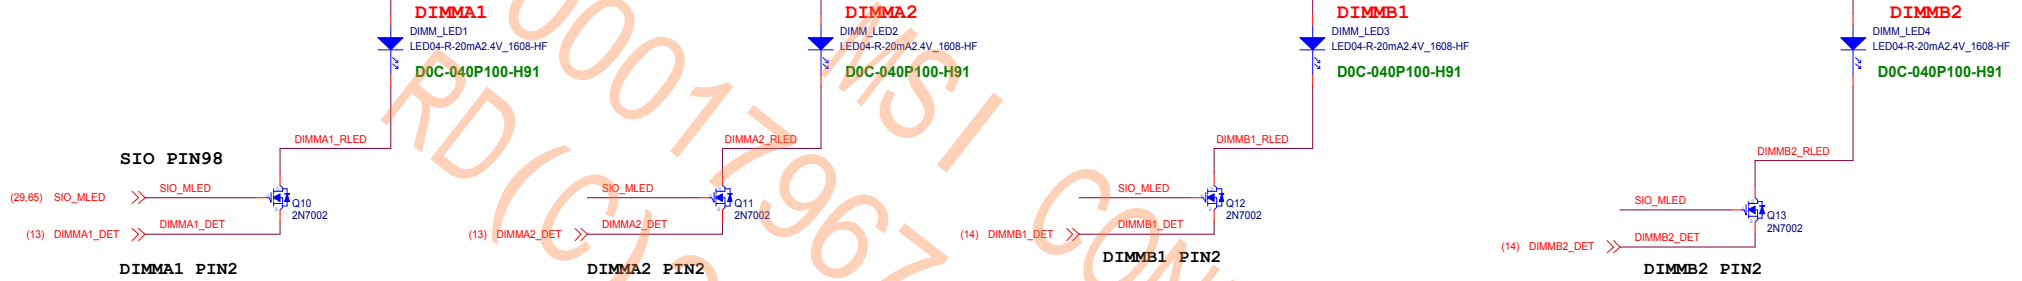 DIMMA1
DIMM_LED1
LED04-R-20mA2.4V_1608-HF
D0C-040P100-H91
DIMMA1_RLED
SIO PIN98
(29,65) SIO_MLED
SIO_MLED
Q10
2N7002
(13) DIMMA1_DET
DIMMA1_DET
DIMMA1 PIN2
DIMMA2
DIMM_LED2
LED04-R-20mA2.4V_1608-HF
D0C-040P100-H91
DIMMA2_RLED
SIO_MLED
Q11
2N7002
(13) DIMMA2_DET
DIMMA2_DET
DIMMA2 PIN2
DIMMB1
DIMM_LED3
LED04-R-20mA2.4V_1608-HF
D0C-040P100-H91
DIMMB1_RLED
SIO_MLED
Q12
2N7002
(14) DIMMB1_DET
DIMMB1_DET
DIMMB1 PIN2
DIMMB2
DIMM_LED4
LED04-R-20mA2.4V_1608-HF
D0C-040P100-H91
DIMMB2_RLED
SIO_MLED
Q13
2N7002
(14) DIMMB2_DET
DIMMB2_DET
DIMMB2 PIN2
MSI
RD(C)